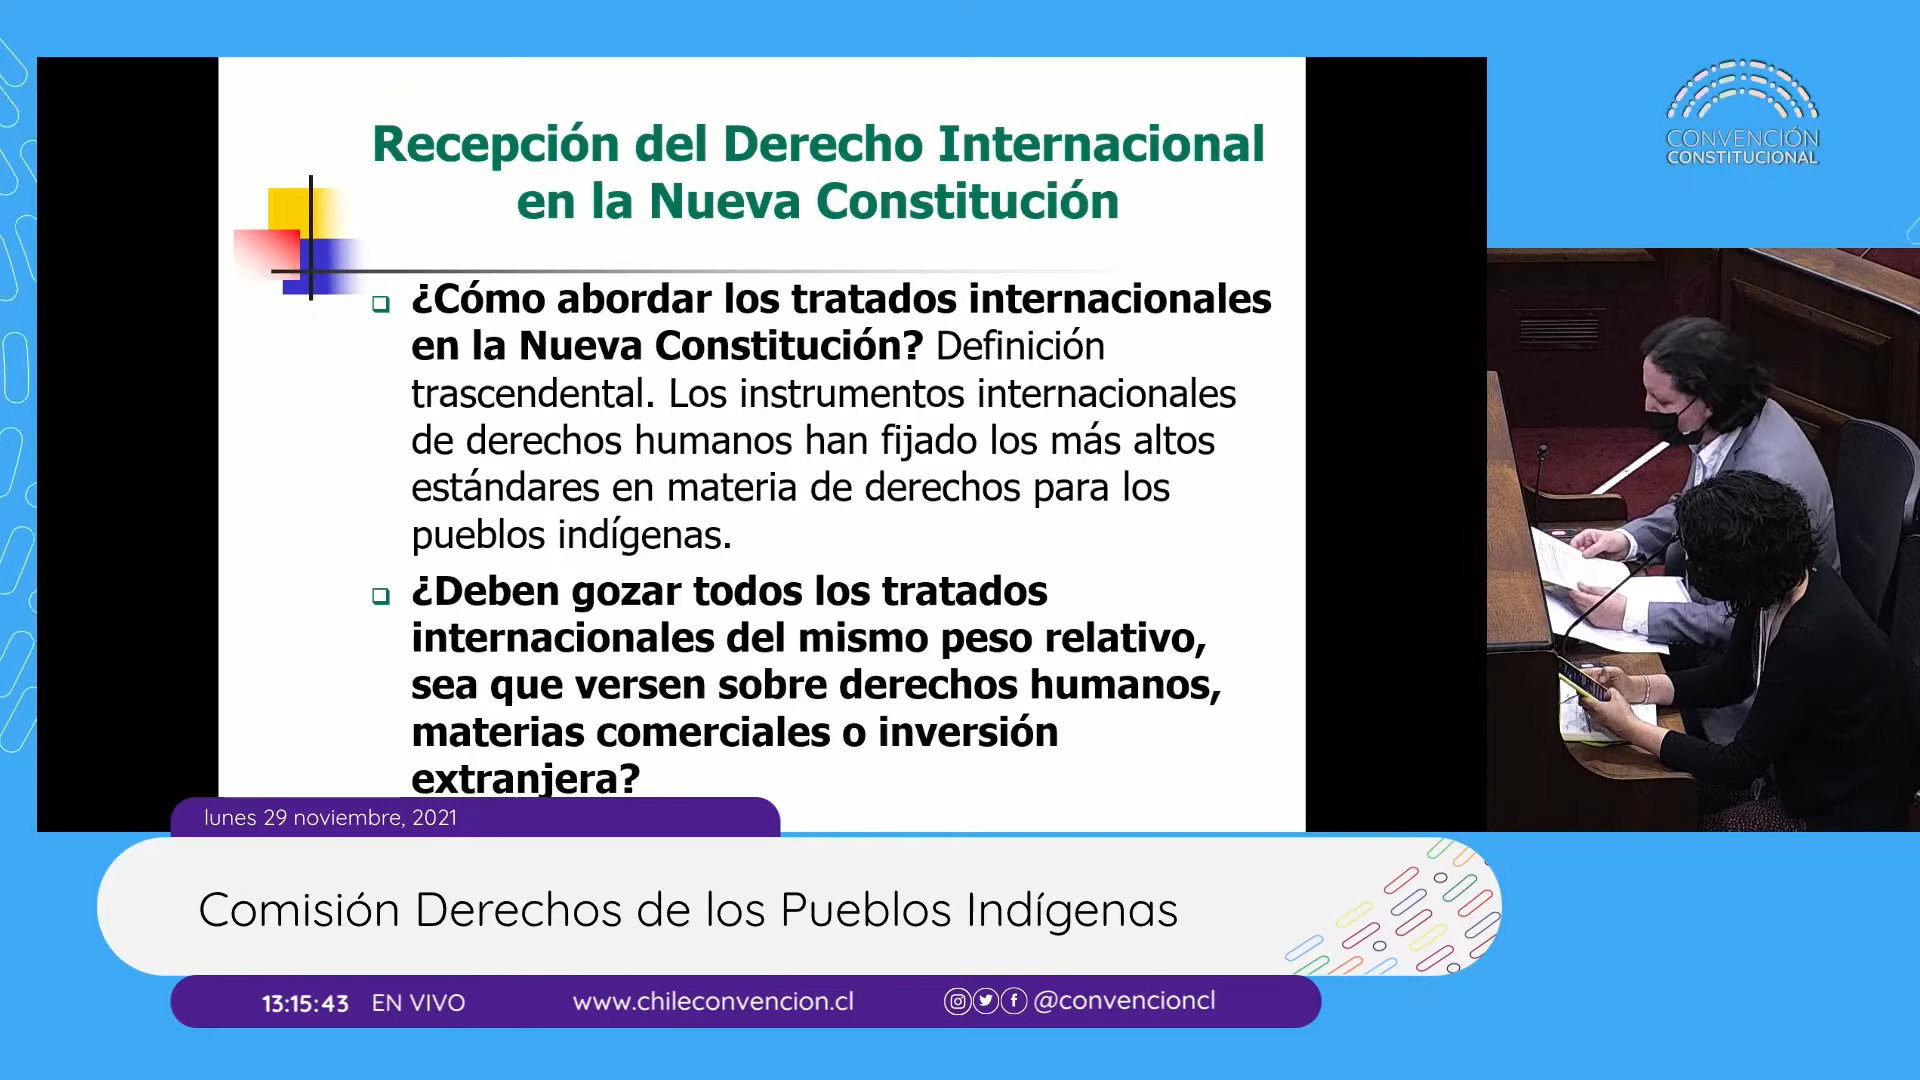 CONVENCIÓN
CONSTITUCIONAL
Recepción del Derecho Internacional
en la Nueva Constitución
¿Cómo abordar los tratados internacionales
en la Nueva Constitución? Definición
trascendental. Los instrumentos internacionales
de derechos humanos han fijado los más altos
estándares en materia de derechos para los
pueblos indígenas.
¿Deben gozar todos los tratados
internacionales del mismo peso relativo,
sea que versen sobre derechos humanos,
materias comerciales o inversión
extranjera?
lunes 29 noviembre, 2021
Comisión Derechos de los Pueblos Indígenas
13:15:43 EN VIVO www.chileconvencion.cl @convencioncl